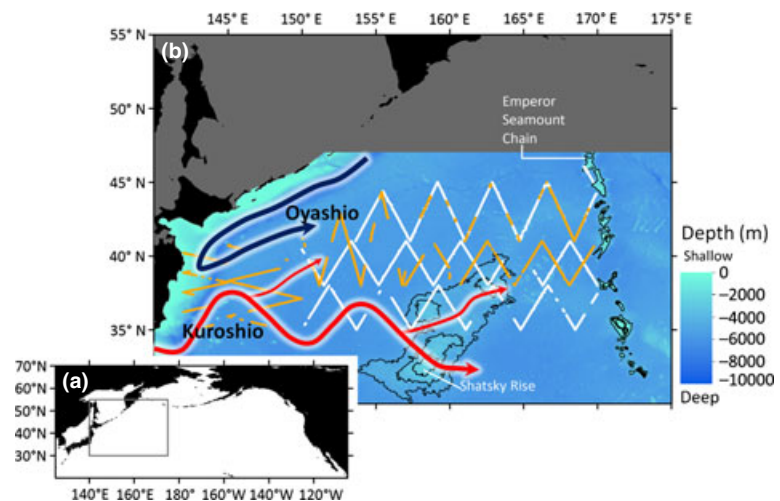 145°E 150°E 155°E 160°E 165°E 170°E 175°E
55°N
(b)
50°N
45°N
40°N
35°N
Emperor
Seamount
Chain
Oyashio
Kuroshio
Shatsky Rise
Depth (m)
Shallow
0
−2000
−4000
−6000
−8000
−10000
Deep
70°N
60°N
50°N
40°N
30°N
(a)
140°E 160°E 180° 160°W 140°W 120°W